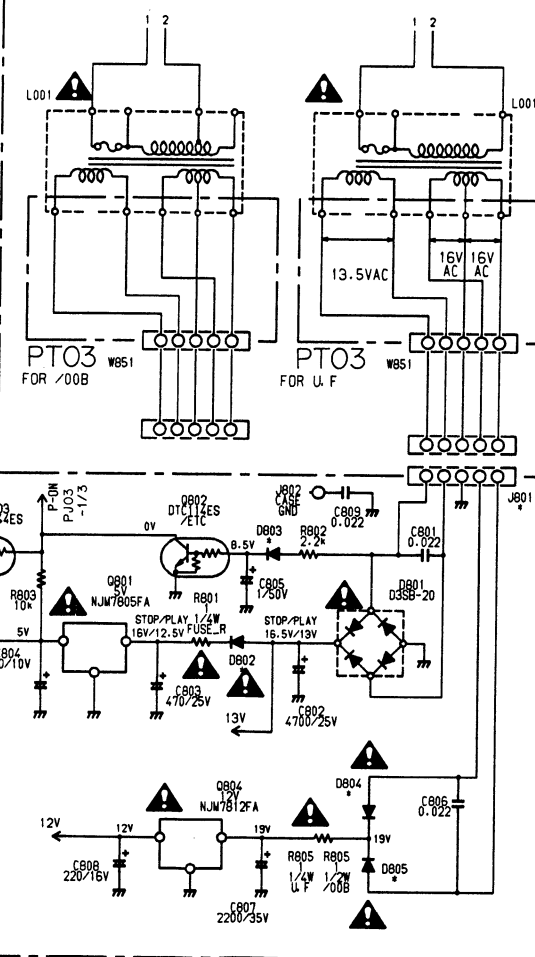 1 2
1 2
L001
L001
13.5VAC
16V AC
16V AC
PT03 W851
FOR /00B
PT03 W851
FOR U, F
P-ON
PJ03
-1/3
Q802
DTC114ES
/ETC
J802
CASE
GND
C809
0.022
J801
*
4ES
0V
8.5V
D803
*
R802
2.2k
C801
0.022
R803
10k
Q801
5V
NJM7805FA
R801
1
1/4W
FUSE_R
C805
1/50V
D801
D3SB-20
5V
STOP/PLAY
16V/12.5V
STOP/PLAY
16.5V/13V
C804
0/10V
C803
470/25V
D802
*
C802
4700/25V
13V
D804
*
Q804
12V
NJM7812FA
C806
0.022
12V
12V
19V
19V
C808
220/16V
R805
1
1/4W
U, F
R805
1
1/2W
/00B
D805
*
C807
2200/35V